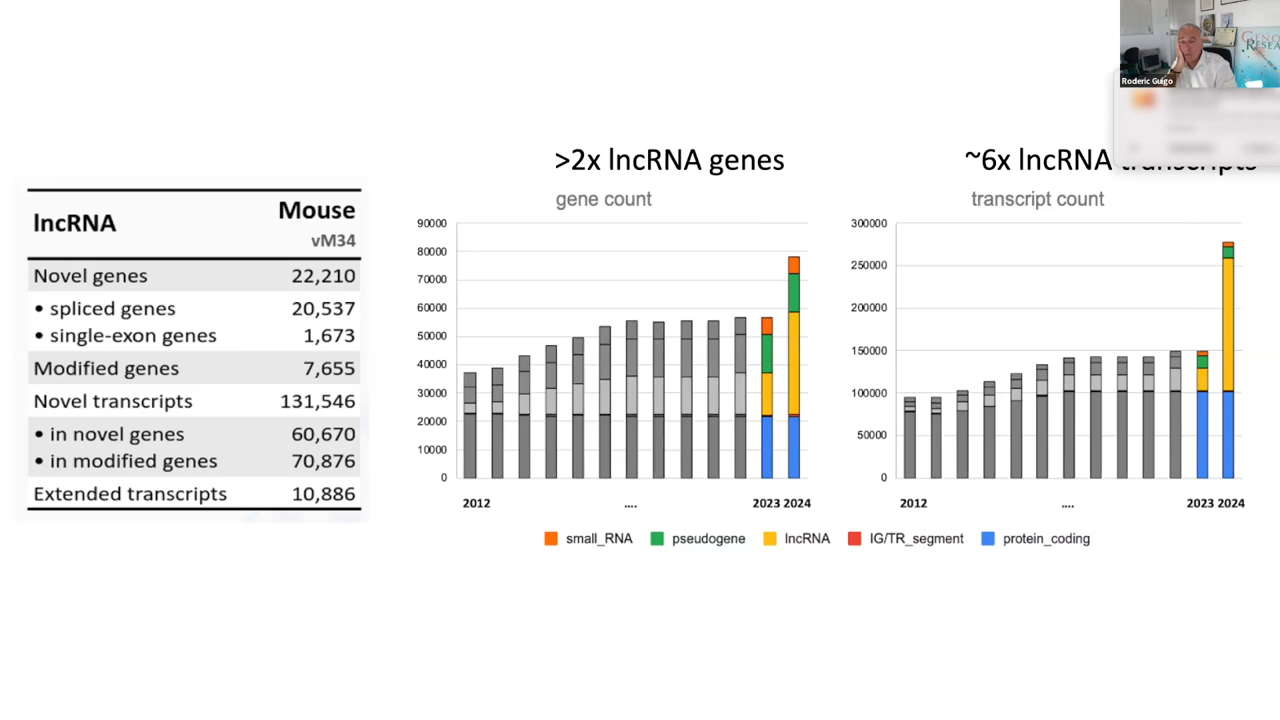 Roderic Guigo
>2x lncRNA genes
~6x lncRNA transcripts
lncRNA Mouse
vM34
Novel genes 22,210
• spliced genes 20,537
• single-exon genes 1,673
Modified genes 7,655
Novel transcripts 131,546
• in novel genes 60,670
• in modified genes 70,876
Extended transcripts 10,886
gene count
90000
80000
70000
60000
50000
40000
30000
20000
10000
0
2012 .... 2023 2024
transcript count
300000
250000
200000
150000
100000
50000
0
2012 .... 2023 2024
small_RNA pseudogene lncRNA IG/TR_segment protein_coding